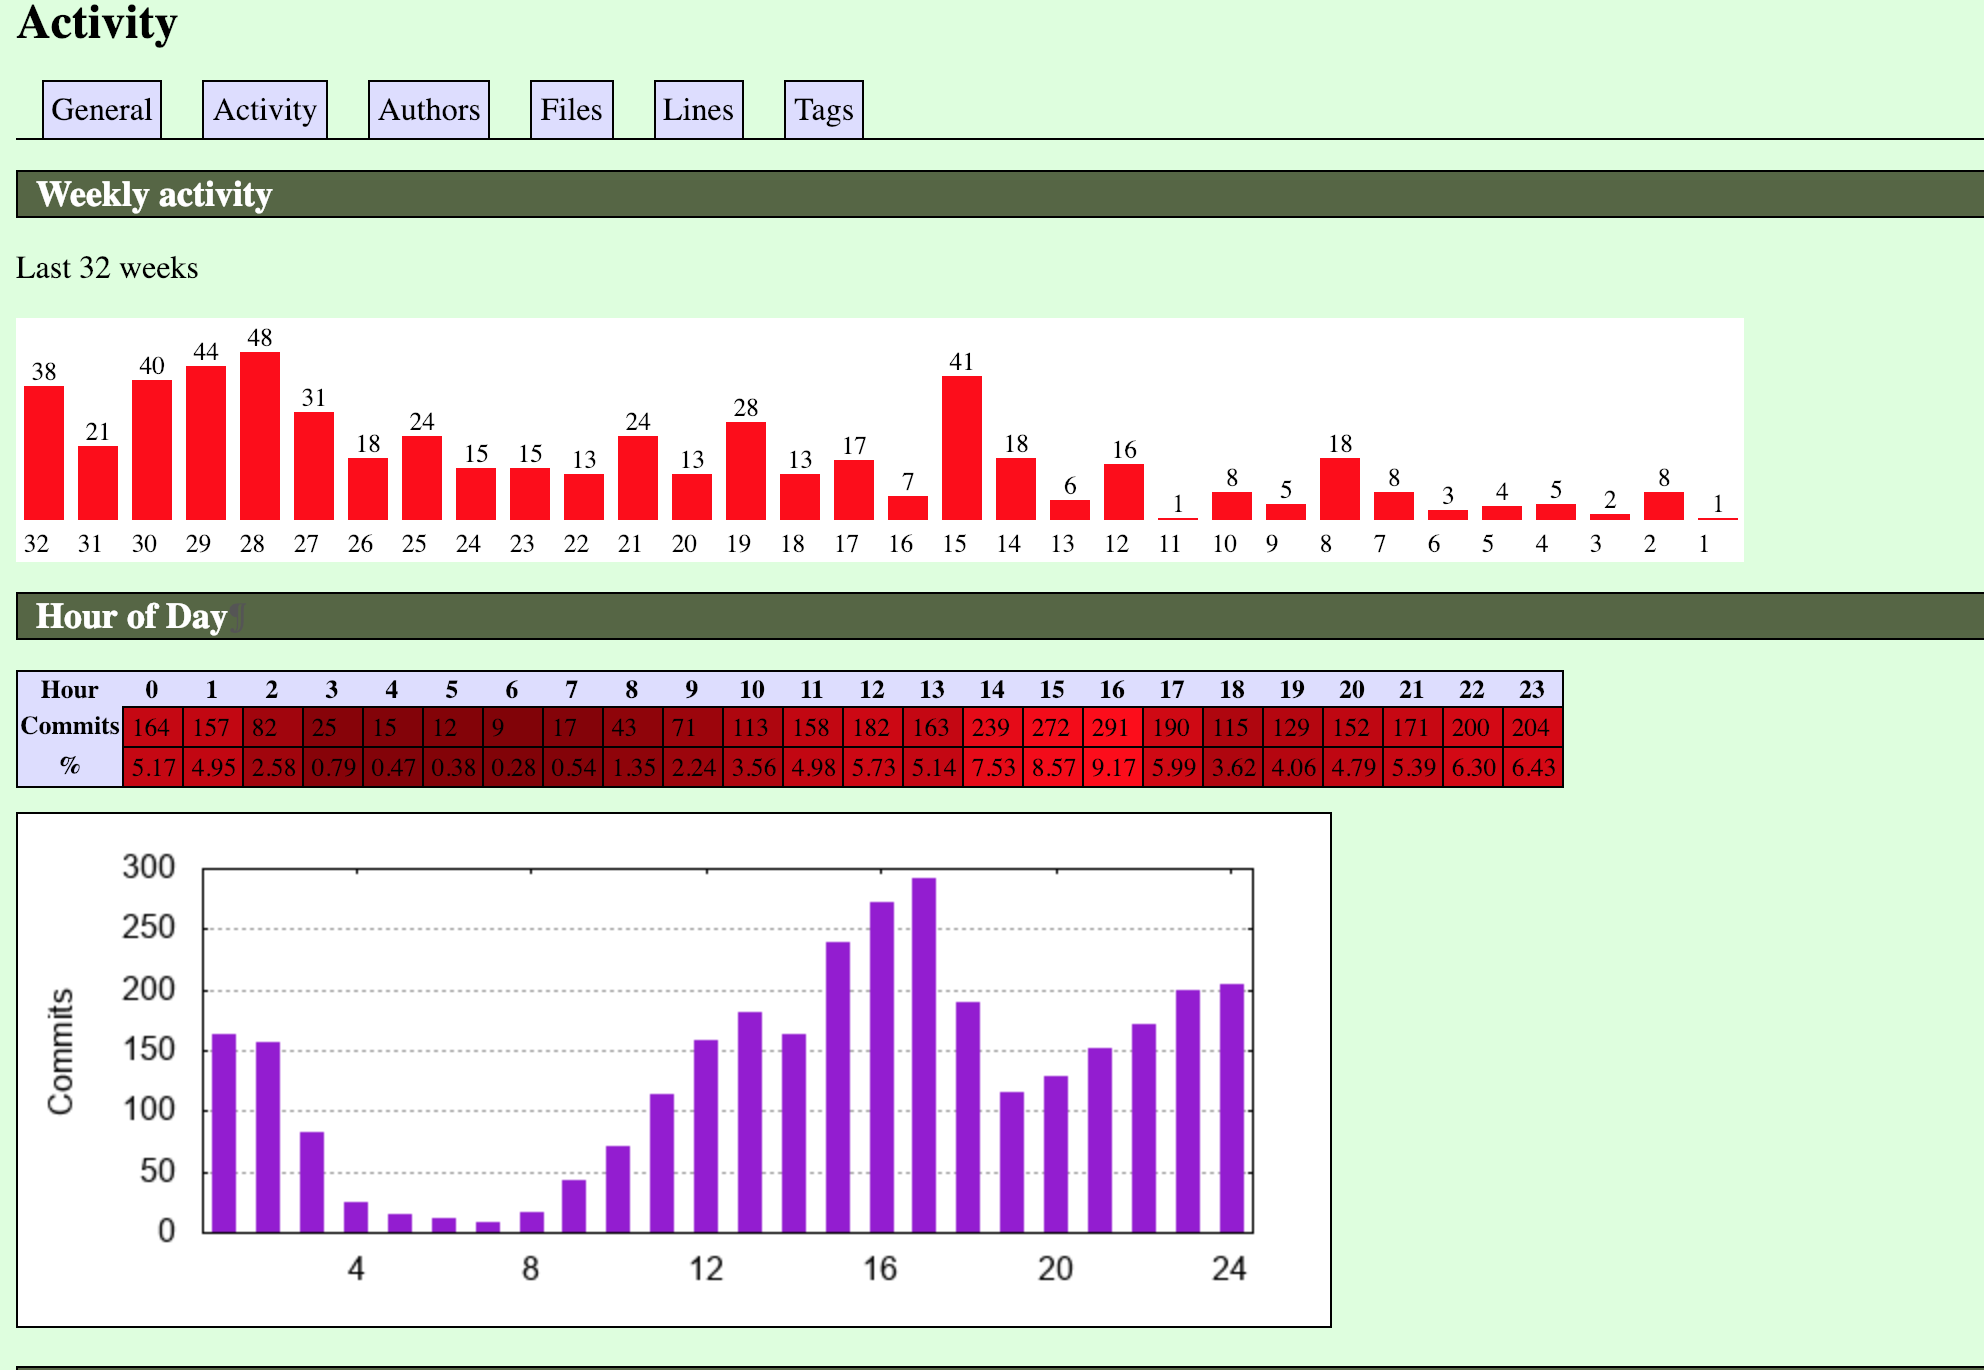 Activity
General Activity Authors Files Lines Tags
Weekly activity
Last 32 weeks
38 21 40 44 48 31 18 24 15 15 13 24 13 28 13 17 7 41 18 6 16 1 8 5 18 8 3 4 5 2 8 1
32 31 30 29 28 27 26 25 24 23 22 21 20 19 18 17 16 15 14 13 12 11 10 9 8 7 6 5 4 3 2 1
Hour of Day¶
Hour 0 1 2 3 4 5 6 7 8 9 10 11 12 13 14 15 16 17 18 19 20 21 22 23
Commits 164 157 82 25 15 12 9 17 43 71 113 158 182 163 239 272 291 190 115 129 152 171 200 204
% 5.17 4.95 2.58 0.79 0.47 0.38 0.28 0.54 1.35 2.24 3.56 4.98 5.73 5.14 7.53 8.57 9.17 5.99 3.62 4.06 4.79 5.39 6.30 6.43
300
250
200
150
100
50
0
Commits
4 8 12 16 20 24